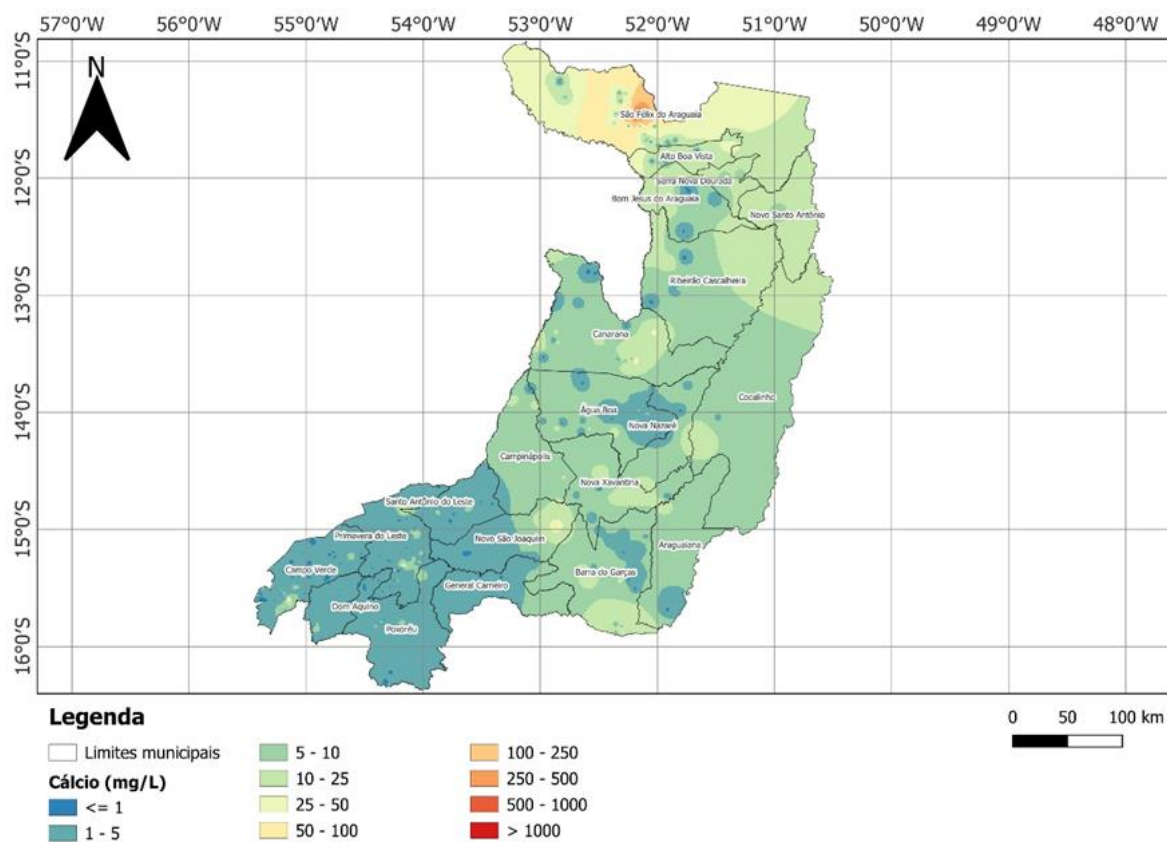 57°0'W 56°0'W 55°0'W 54°0'W 53°0'W 52°0'W 51°0'W 50°0'W 49°0'W 48°0'W
N
11°0'S
São Félix do Araguaia
Alto Boa Vista
12°0'S
Serra Nova Dourada
Bom Jesus do Araguaia
Novo Santo Antônio
Ribeirão Cascalheira
13°0'S
Canarana
Cocalinho
14°0'S
Água Boa
Nova Nazaré
Campinápolis
Nova Xavantina
Santo Antônio do Leste
15°0'S
Primavera do Leste
Novo São Joaquim
Araguaiana
Campo Verde
Barra do Garças
General Carneiro
Dom Aquino
Poxoréu
16°0'S
Legenda
Limites municipais
Cálcio (mg/L)
<= 1
1 - 5
5 - 10
10 - 25
25 - 50
50 - 100
100 - 250
250 - 500
500 - 1000
> 1000
0 50 100 km